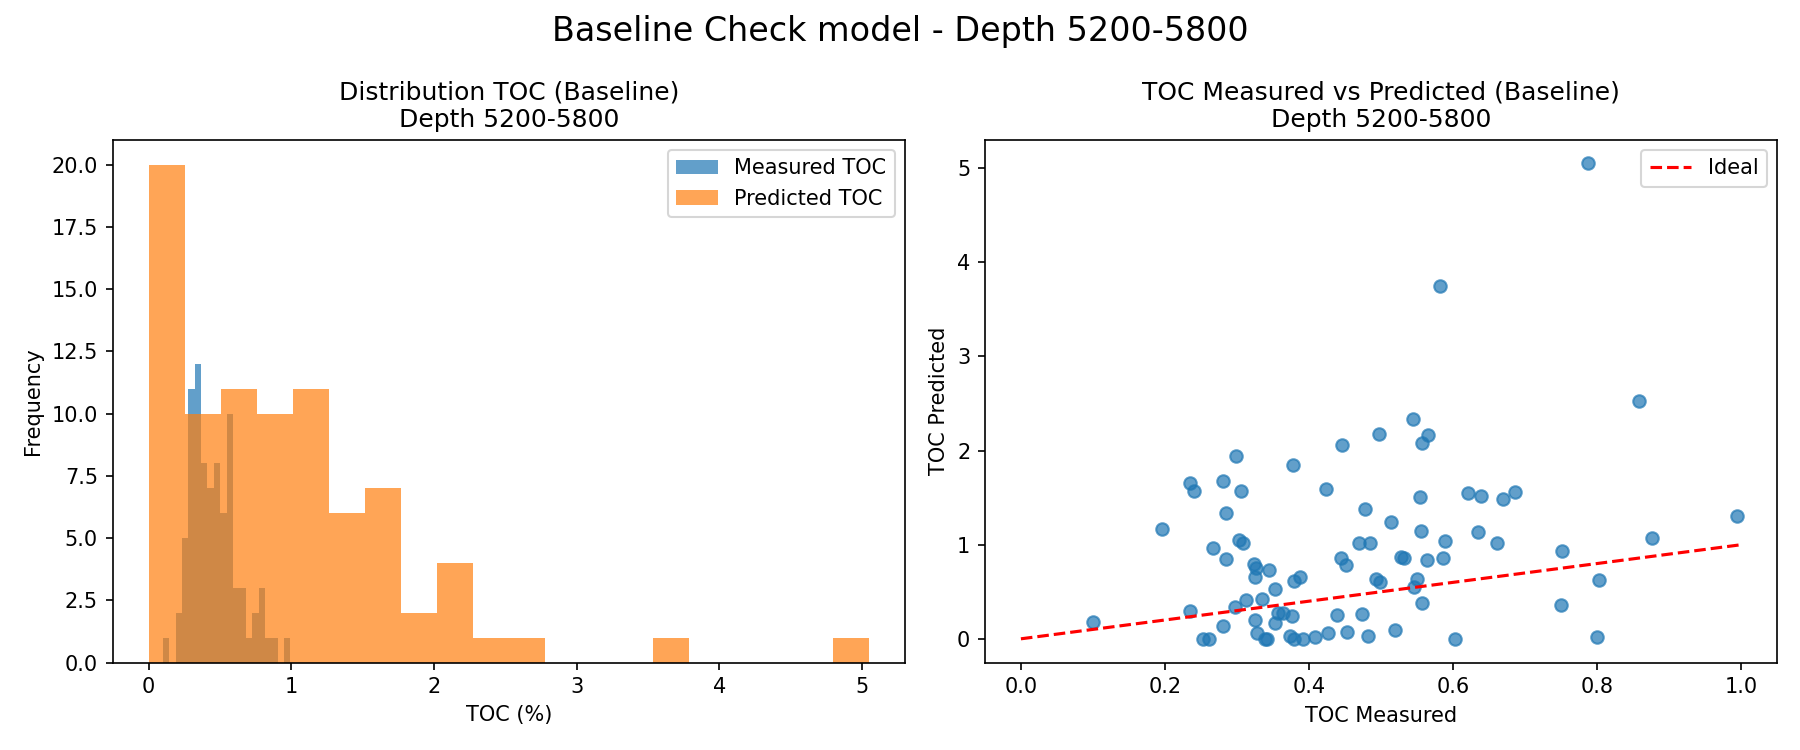 Baseline Check model - Depth 5200-5800
Distribution TOC (Baseline)
Depth 5200-5800
20.0
17.5
15.0
12.5
10.0
7.5
5.0
2.5
0.0
Frequency
0 1 2 3 4 5
TOC (%)
Measured TOC
Predicted TOC
TOC Measured vs Predicted (Baseline)
Depth 5200-5800
5
4
3
2
1
0
TOC Predicted
0.0 0.2 0.4 0.6 0.8 1.0
TOC Measured
Ideal